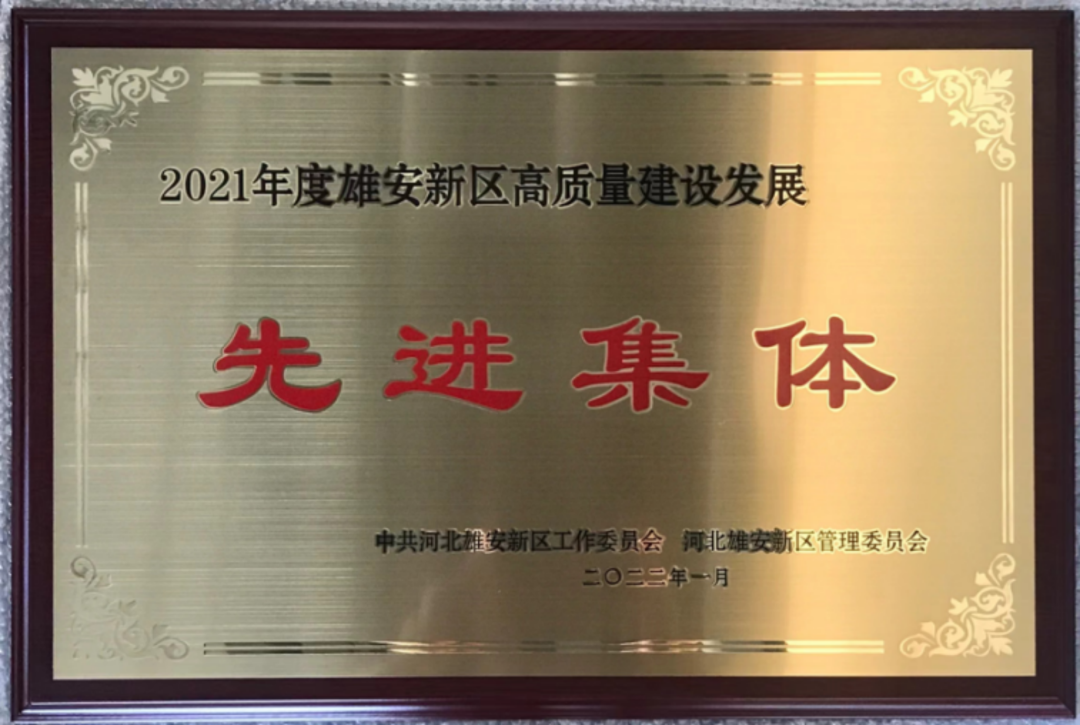 2021年度雄安新区高质量建设发展
先进集体
中共河北雄安新区工作委员会 河北雄安新区管理委员会
二〇二二年一月